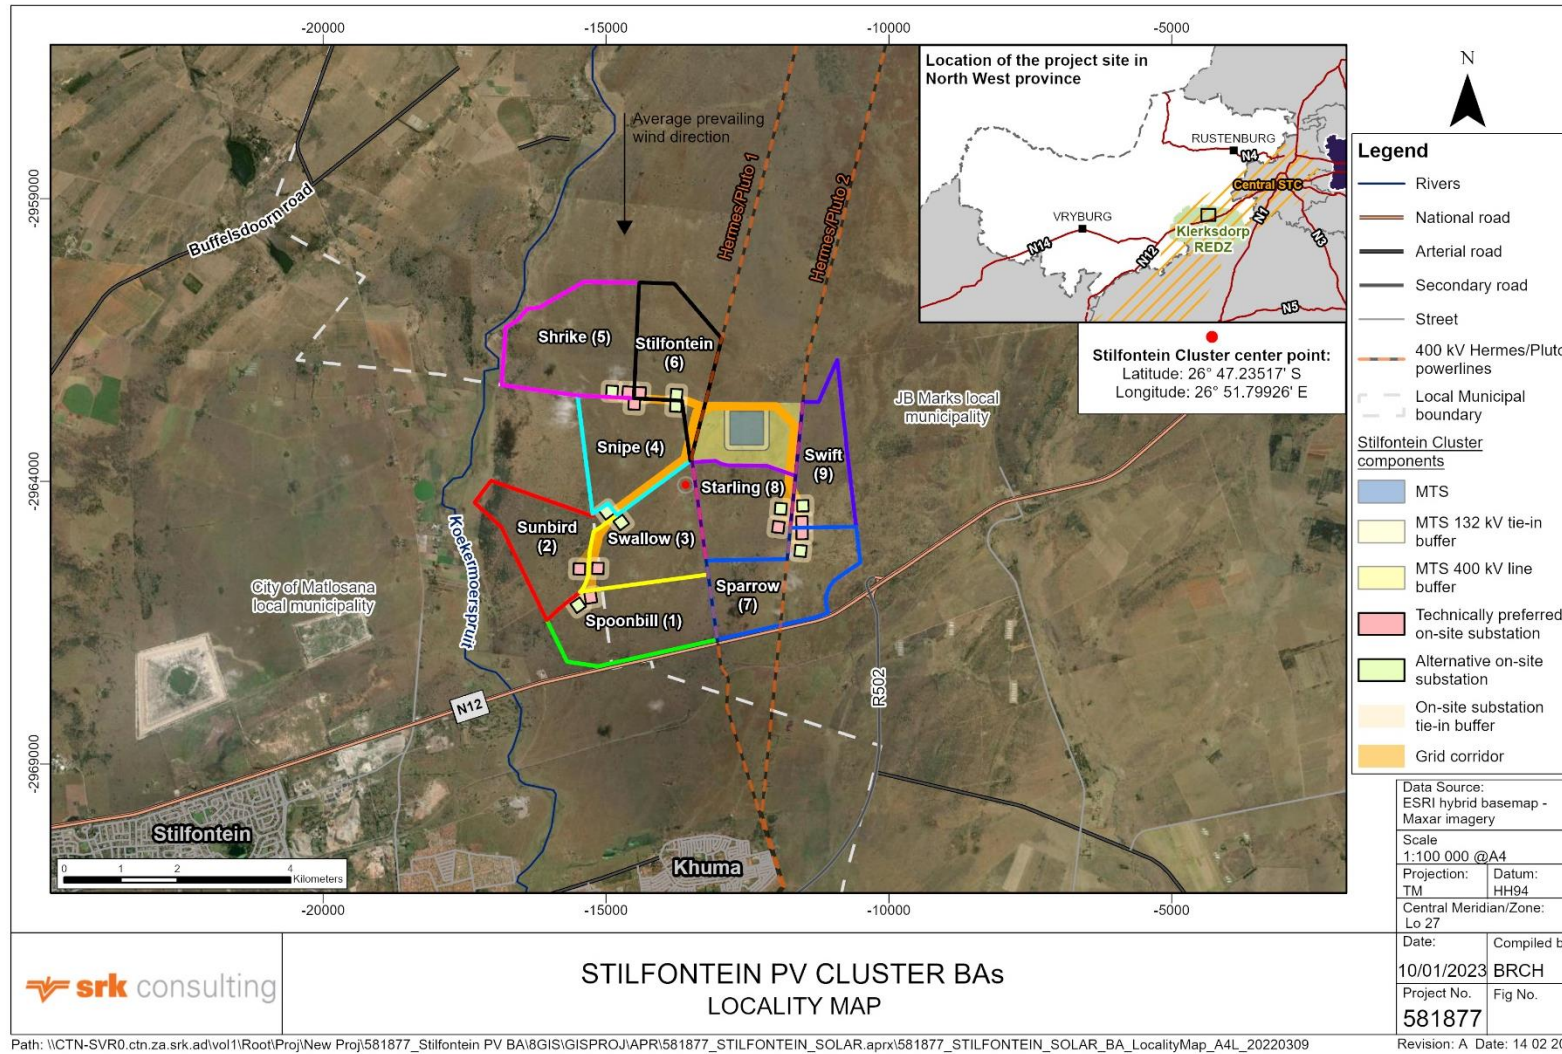 -20000
-15000
-10000
-5000
-2959000
-2964000
-2969000
Average prevailing
wind direction
Buffelsdoorn road
Hermes/Pluto 1
Hermes/Pluto 2
Shrike (5)
Stilfontein
(6)
Snipe (4)
Swift
(9)
Starling (8)
Sunbird
(2)
Swallow (3)
Sparrow
(7)
Spoonbill (1)
JB Marks local
municipality
City of Matlosana
local municipality
Koekermoerspruit
N12
R502
Stilfontein
Khuma
0 1 2 4
Kilometers
-20000
-15000
-10000
-5000
Location of the project site in
North West province
RUSTENBURG
N4
Central STC
VRYBURG
Klerksdorp
REDZ
N1
N14
N12
N3
N5
Stilfontein Cluster center point:
Latitude: 26° 47.23517' S
Longitude: 26° 51.79926' E
N
Legend
Rivers
National road
Arterial road
Secondary road
Street
400 kV Hermes/Pluto
powerlines
Local Municipal
boundary
Stilfontein Cluster
components
MTS
MTS 132 kV tie-in
buffer
MTS 400 kV line
buffer
Technically preferred
on-site substation
Alternative on-site
substation
On-site substation
tie-in buffer
Grid corridor
Data Source:
ESRI hybrid basemap -
Maxar imagery
Scale
1:100 000 @A4
Projection: Datum:
TM HH94
Central Meridian/Zone:
Lo 27
Date: Compiled b
10/01/2023 BRCH
Project No. Fig No.
581877
srk consulting
STILFONTEIN PV CLUSTER BAs
LOCALITY MAP
Path: \\CTN-SVR0.ctn.za.srk.ad\vol1\Root\Proj\New Proj\581877_Stilfontein PV BA\8GIS\GISPROJ\APR\581877_STILFONTEIN_SOLAR.aprx\581877_STILFONTEIN_SOLAR_BA_LocalityMap_A4L_20220309
Revision: A Date: 14 02 20